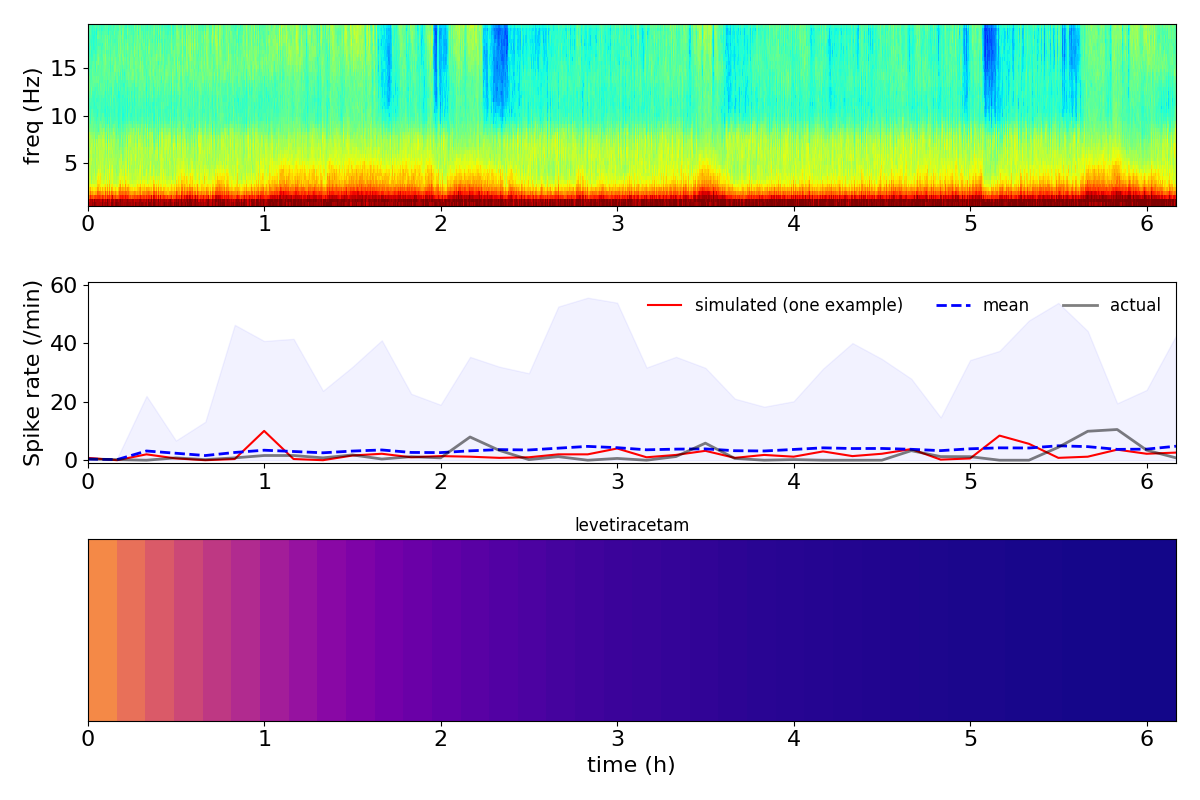 freq (Hz)
15
10
5
0 1 2 3 4 5 6
Spike rate (/min)
60
40
20
0
simulated (one example) mean actual
0 1 2 3 4 5 6
levetiracetam
0 1 2 3 4 5 6
time (h)